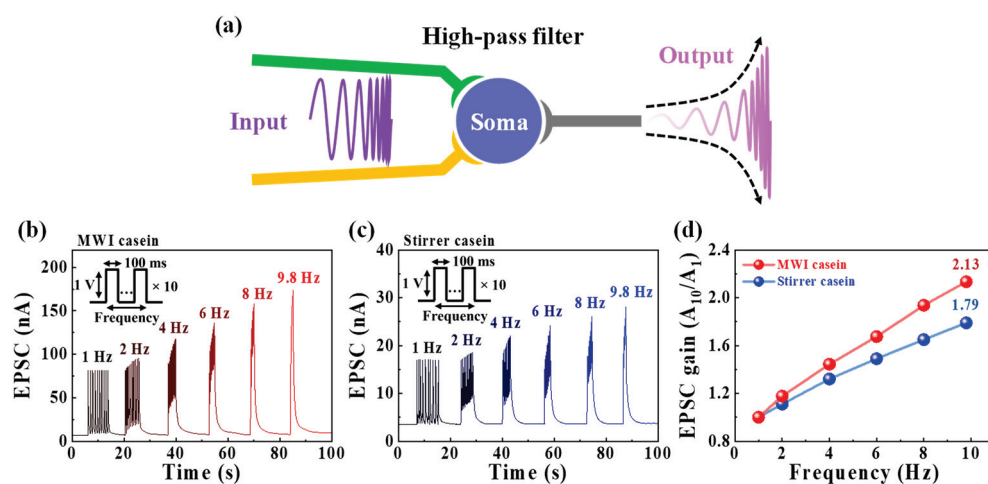 (a)
High-pass filter
Input
Soma
Output
(b)
MWI casein
100 ms
1 V
× 10
Frequency
1 Hz
2 Hz
4 Hz
6 Hz
8 Hz
9.8 Hz
EPSC (nA)
200
150
100
50
0
0 20 40 60 80 100
Time (s)
(c)
Stirrer casein
100 ms
1 V
× 10
Frequency
1 Hz
2 Hz
4 Hz
6 Hz
8 Hz
9.8 Hz
EPSC (nA)
40
30
20
10
0
0 20 40 60 80 100
Time (s)
(d)
MWI casein
Stirrer casein
2.13
1.79
EPSC gain (A10/A1)
2.4
2.0
1.6
1.2
0.8
0 2 4 6 8 10
Frequency (Hz)